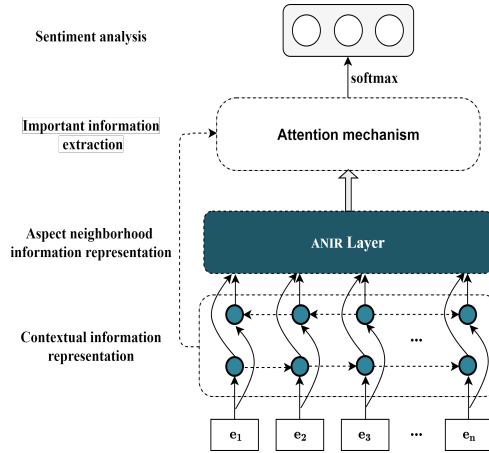 Sentiment analysis
softmax
Important information
extraction
Attention mechanism
Aspect neighborhood
information representation
ANIR Layer
Contextual information
representation
...
...
e1 e2 e3 ... en